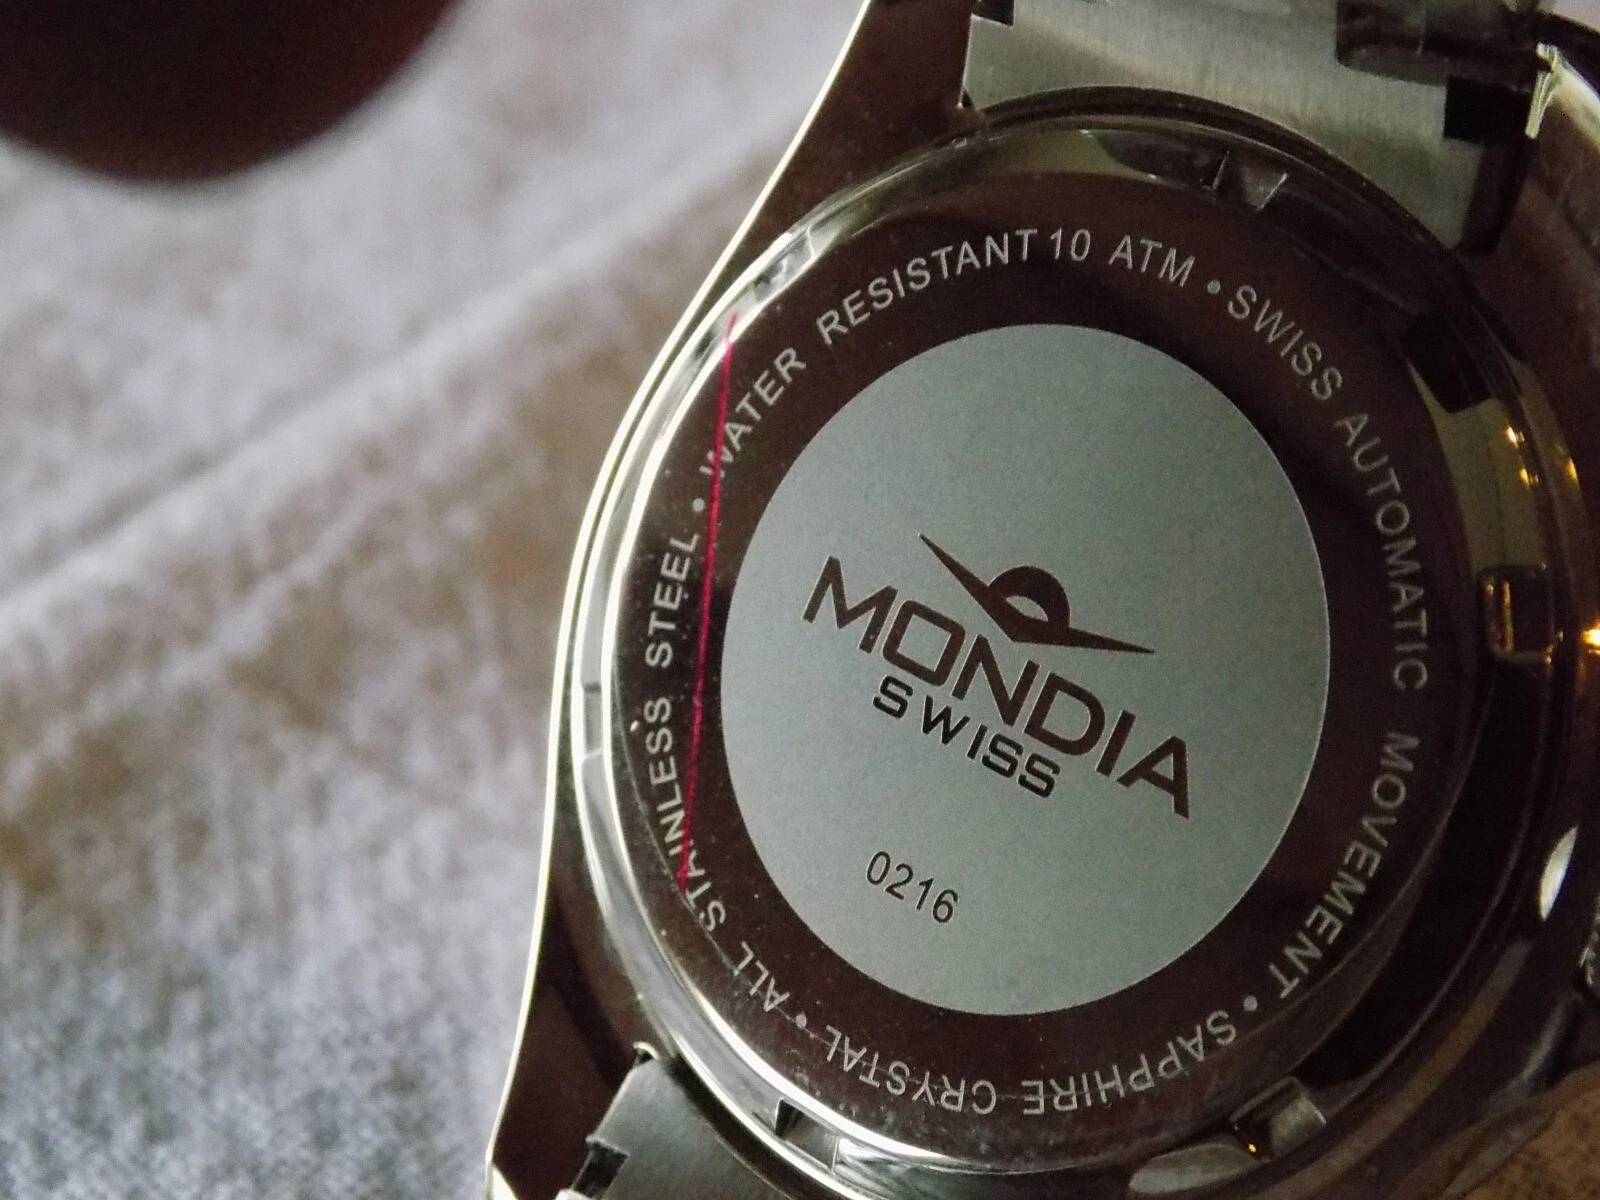 WATER RESISTANT 10 ATM • SWISS AUTOMATIC MOVEMENT • SAPPHIRE CRYSTAL • ALL STAINLESS STEEL •
MONDIA
SWISS
0216